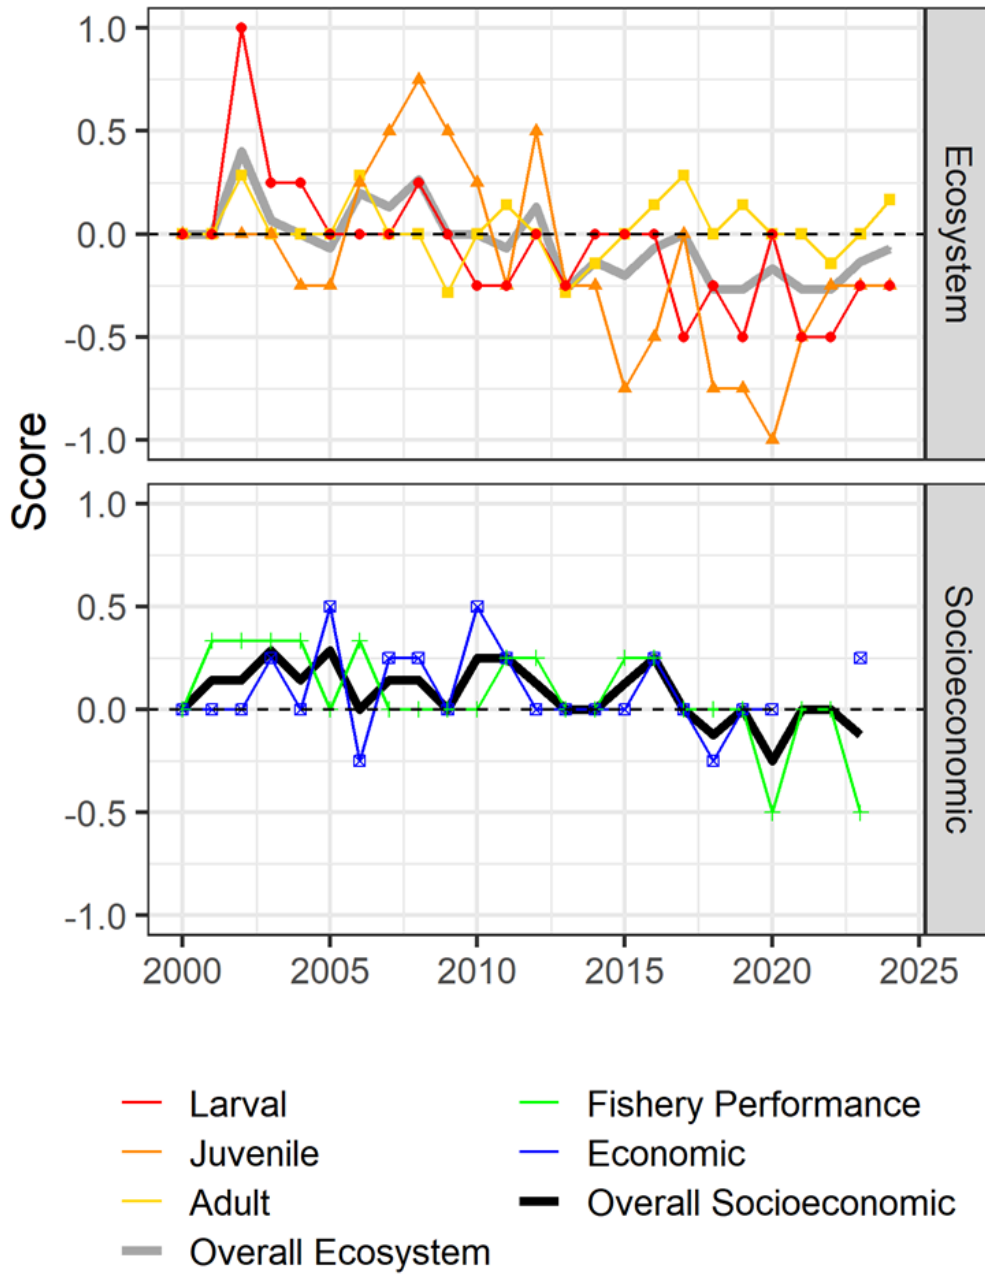 Score
1.0
0.5
0.0
-0.5
-1.0
Ecosystem
1.0
0.5
0.0
-0.5
-1.0
Socioeconomic
2000 2005 2010 2015 2020 2025
Larval
Juvenile
Adult
Overall Ecosystem
Fishery Performance
Economic
Overall Socioeconomic